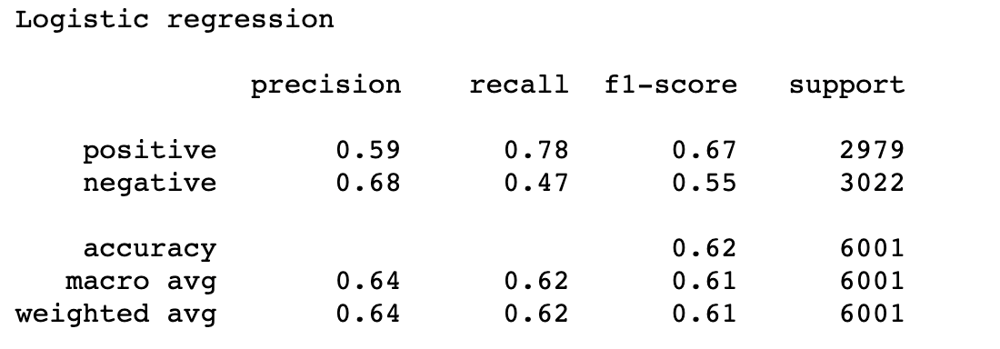 Logistic regression
precision recall f1-score support
positive 0.59 0.78 0.67 2979
negative 0.68 0.47 0.55 3022
accuracy 0.62 6001
macro avg 0.64 0.62 0.61 6001
weighted avg 0.64 0.62 0.61 6001